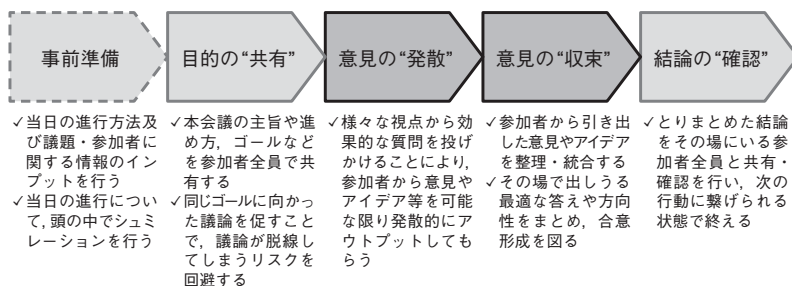 事前準備
目的の“共有”
意見の“発散”
意見の“収束”
結論の“確認”
✓当日の進行方法及
び議題・参加者に
関する情報のイン
プットを行う
✓当日の進行につい
て，頭の中でシュミ
レーションを行う
✓本会議の主旨や進
め方，ゴールなど
を参加者全員で共
有する
✓同じゴールに向かっ
た議論を促すこと
で，議論が脱線し
てしまうリスクを
回避する
✓様々な視点から効
果的な質問を投げ
かけることにより，
参加者から意見や
アイデア等を可能
な限り発散的にア
ウトプットしても
らう
✓参加者から引き出
した意見やアイデア
を整理・統合する
✓その場で出しうる
最適な答えや方向
性をまとめ，合意
形成を図る
✓とりまとめた結論
をその場にいる参
加者全員と共有・
確認を行い，次の
行動に繋げられる
状態で終える